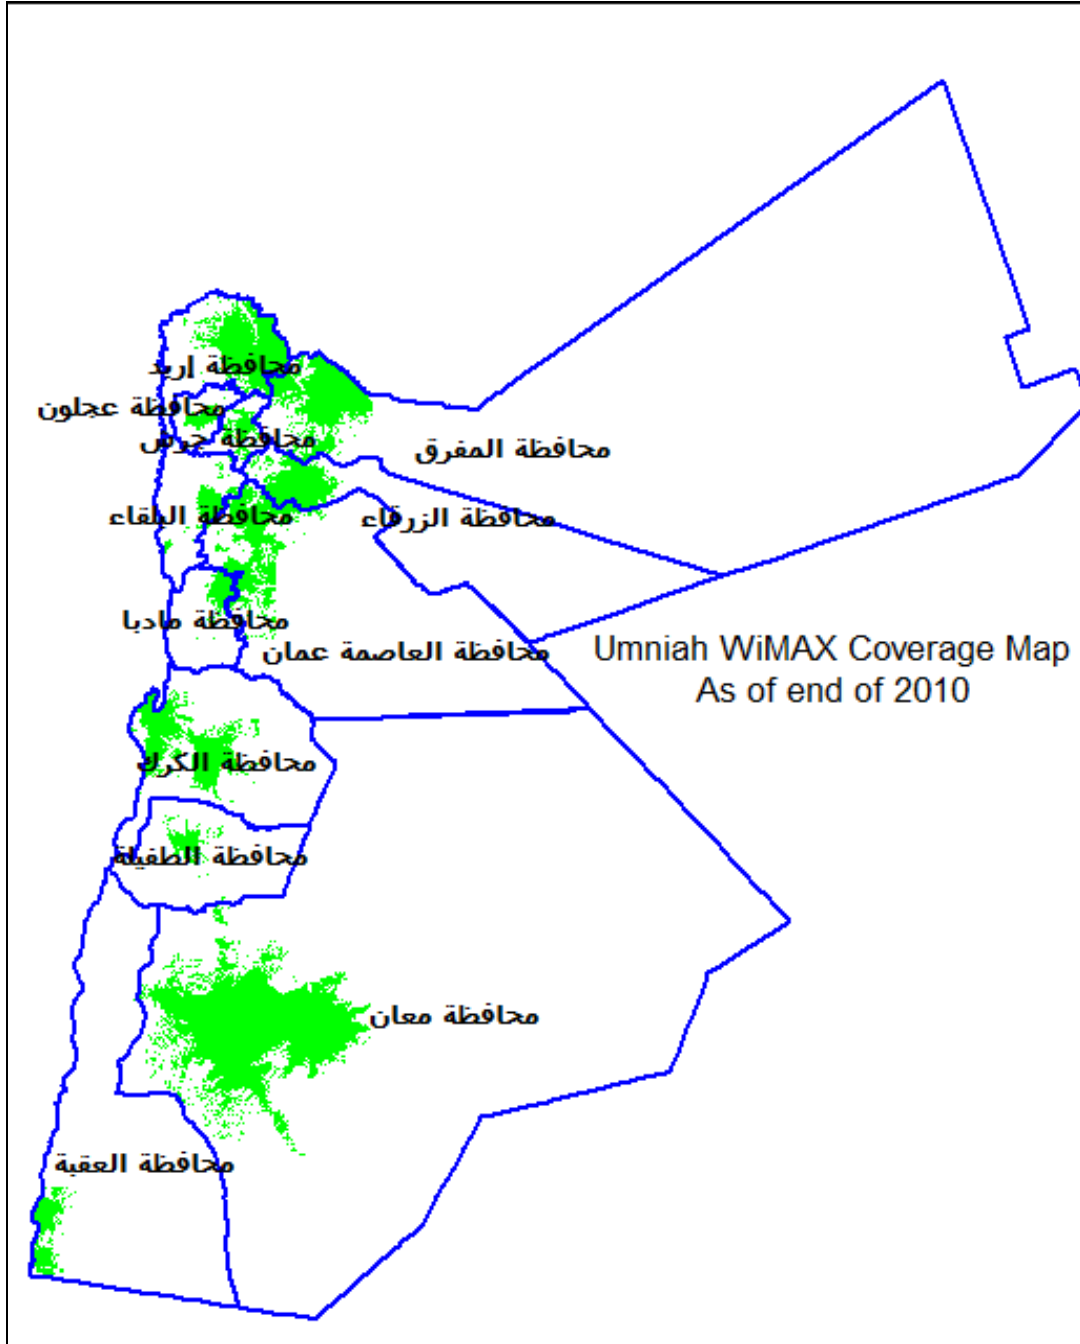 محافظة إربد
محافظة عجلون
محافظة جرش
محافظة المفرق
محافظة البلقاء
محافظة الزرقاء
محافظة مادبا
محافظة العاصمة عمان
Umniah WiMAX Coverage Map
As of end of 2010
محافظة الكرك
محافظة الطفيلة
محافظة معان
محافظة العقبة